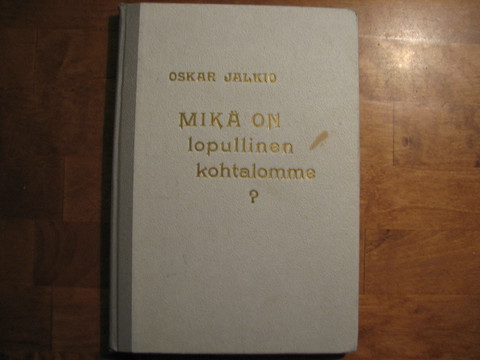 OSKAR JALKIO
MIKÄ ON
lopullinen
kohtalomme
?